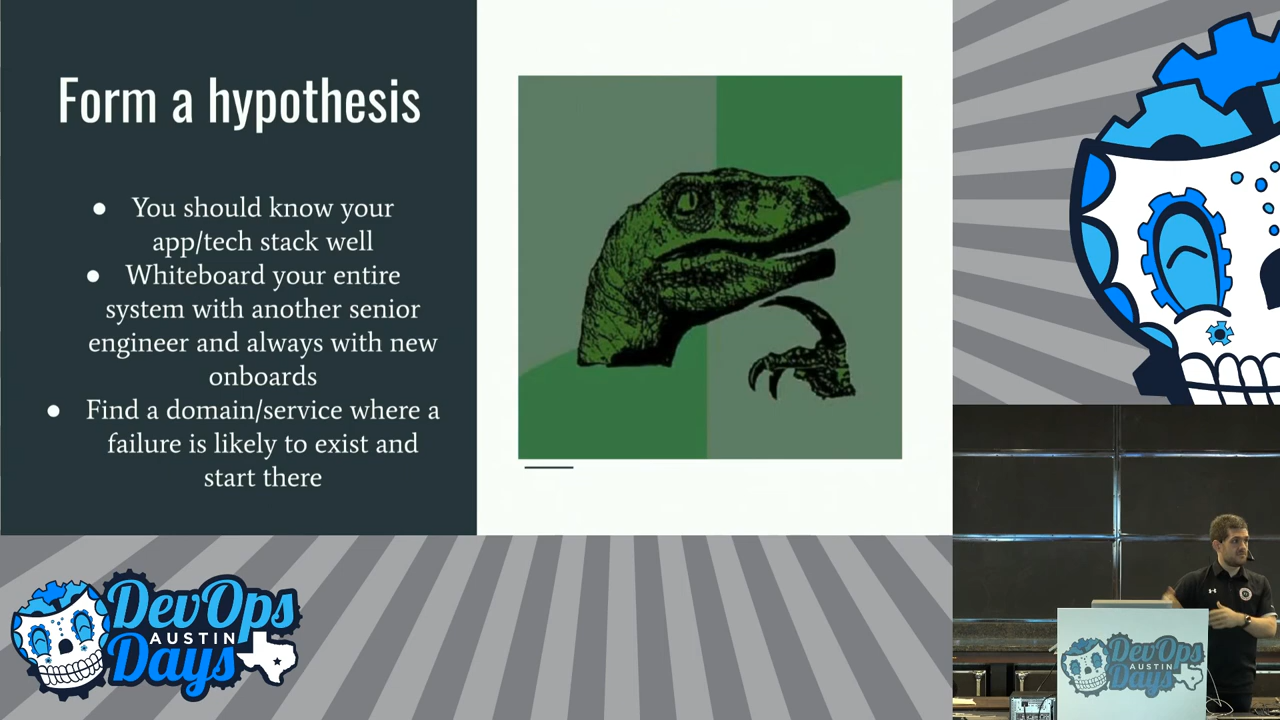 Form a hypothesis
● You should know your
app/tech stack well
● Whiteboard your entire
system with another senior
engineer and always with new
onboards
● Find a domain/service where a
failure is likely to exist and
start there
DevOps
AUSTIN
Days
DevOps
AUSTIN
Days